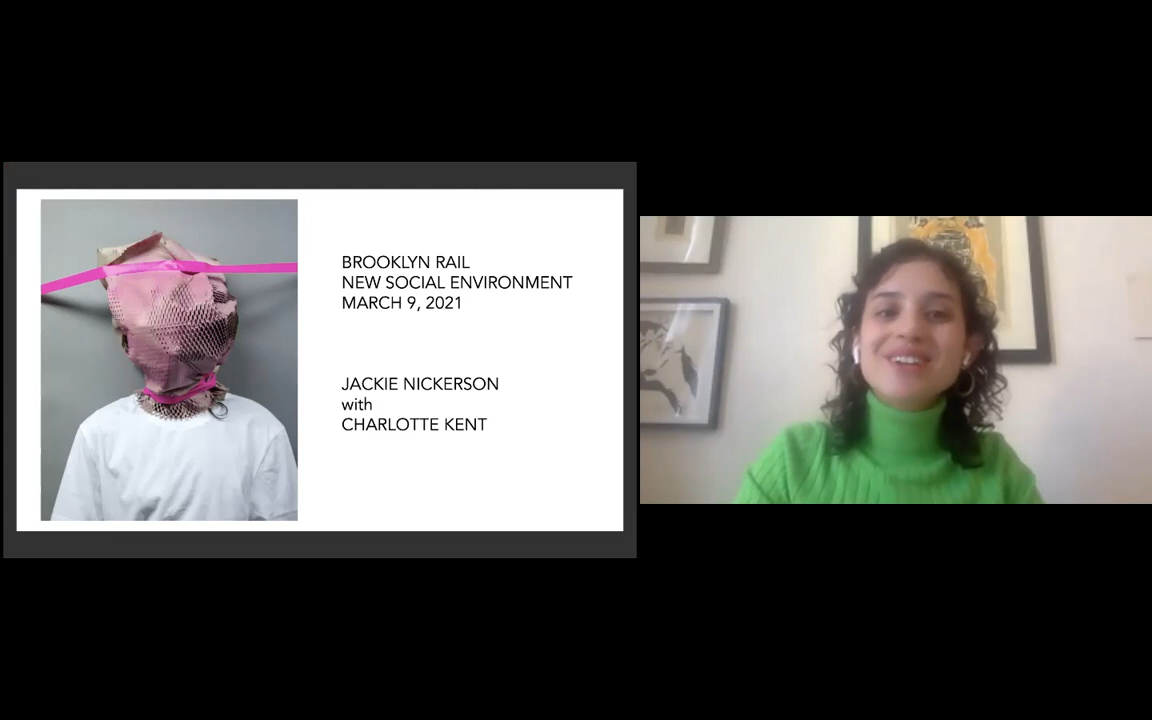 BROOKLYN RAIL
NEW SOCIAL ENVIRONMENT
MARCH 9, 2021
JACKIE NICKERSON
with
CHARLOTTE KENT